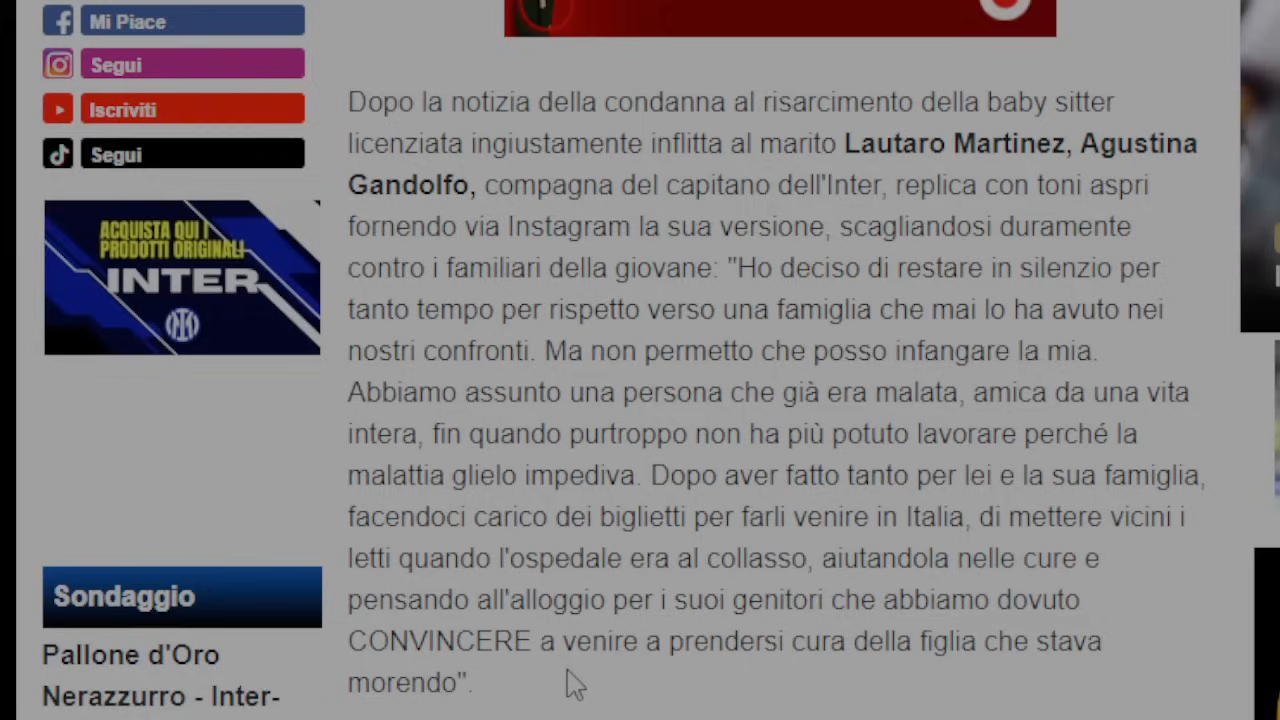 Mi Piace
Segui
Iscriviti
Segui
ACQUISTA QUI I
PRODOTTI ORIGINALI
INTER
Sondaggio
Pallone d'Oro
Nerazzurro - Inter-
Dopo la notizia della condanna al risarcimento della baby sitter
licenziata ingiustamente inflitta al marito Lautaro Martinez, Agustina
Gandolfo, compagna del capitano dell'Inter, replica con toni aspri
fornendo via Instagram la sua versione, scagliandosi duramente
contro i familiari della giovane: "Ho deciso di restare in silenzio per
tanto tempo per rispetto verso una famiglia che mai lo ha avuto nei
nostri confronti. Ma non permetto che posso infangare la mia.
Abbiamo assunto una persona che già era malata, amica da una vita
intera, fin quando purtroppo non ha più potuto lavorare perché la
malattia glielo impediva. Dopo aver fatto tanto per lei e la sua famiglia,
facendoci carico dei biglietti per farli venire in Italia, di mettere vicini i
letti quando l'ospedale era al collasso, aiutandola nelle cure e
pensando all'alloggio per i suoi genitori che abbiamo dovuto
CONVINCERE a venire a prendersi cura della figlia che stava
morendo".